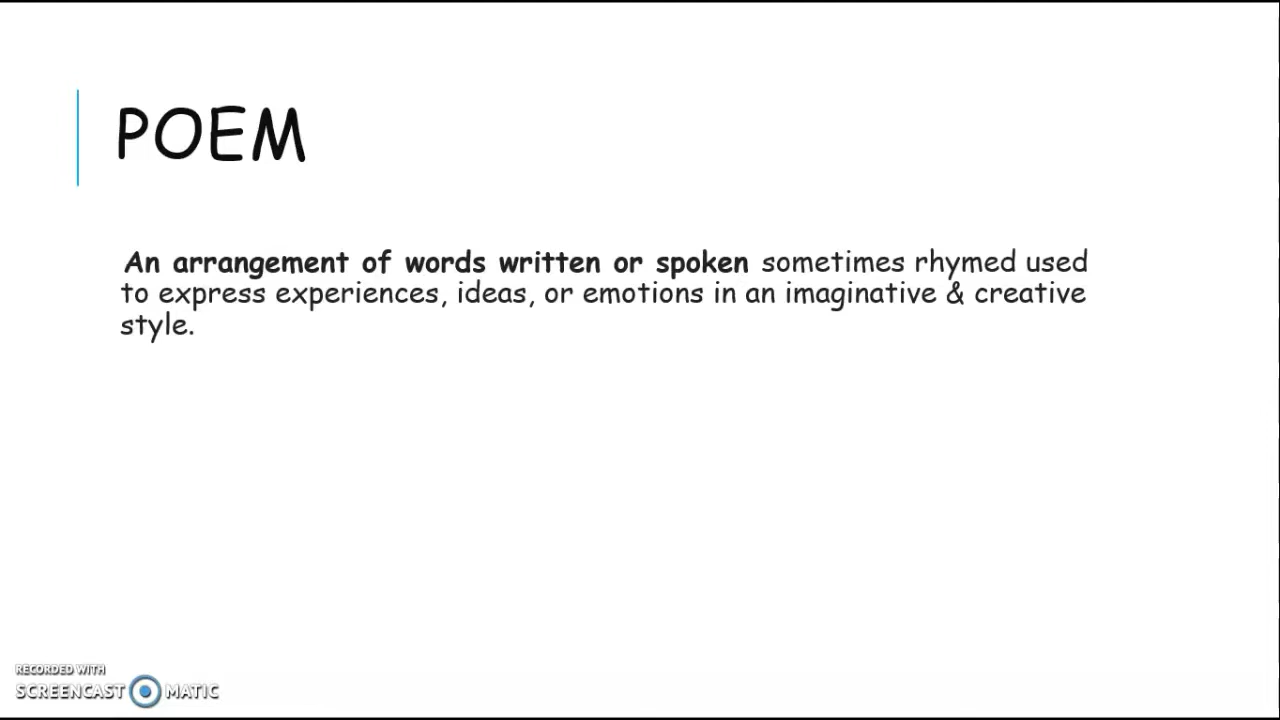 POEM
An arrangement of words written or spoken sometimes rhymed used
to express experiences, ideas, or emotions in an imaginative & creative
style.
RECORDED WITH
SCREENCAST MATIC